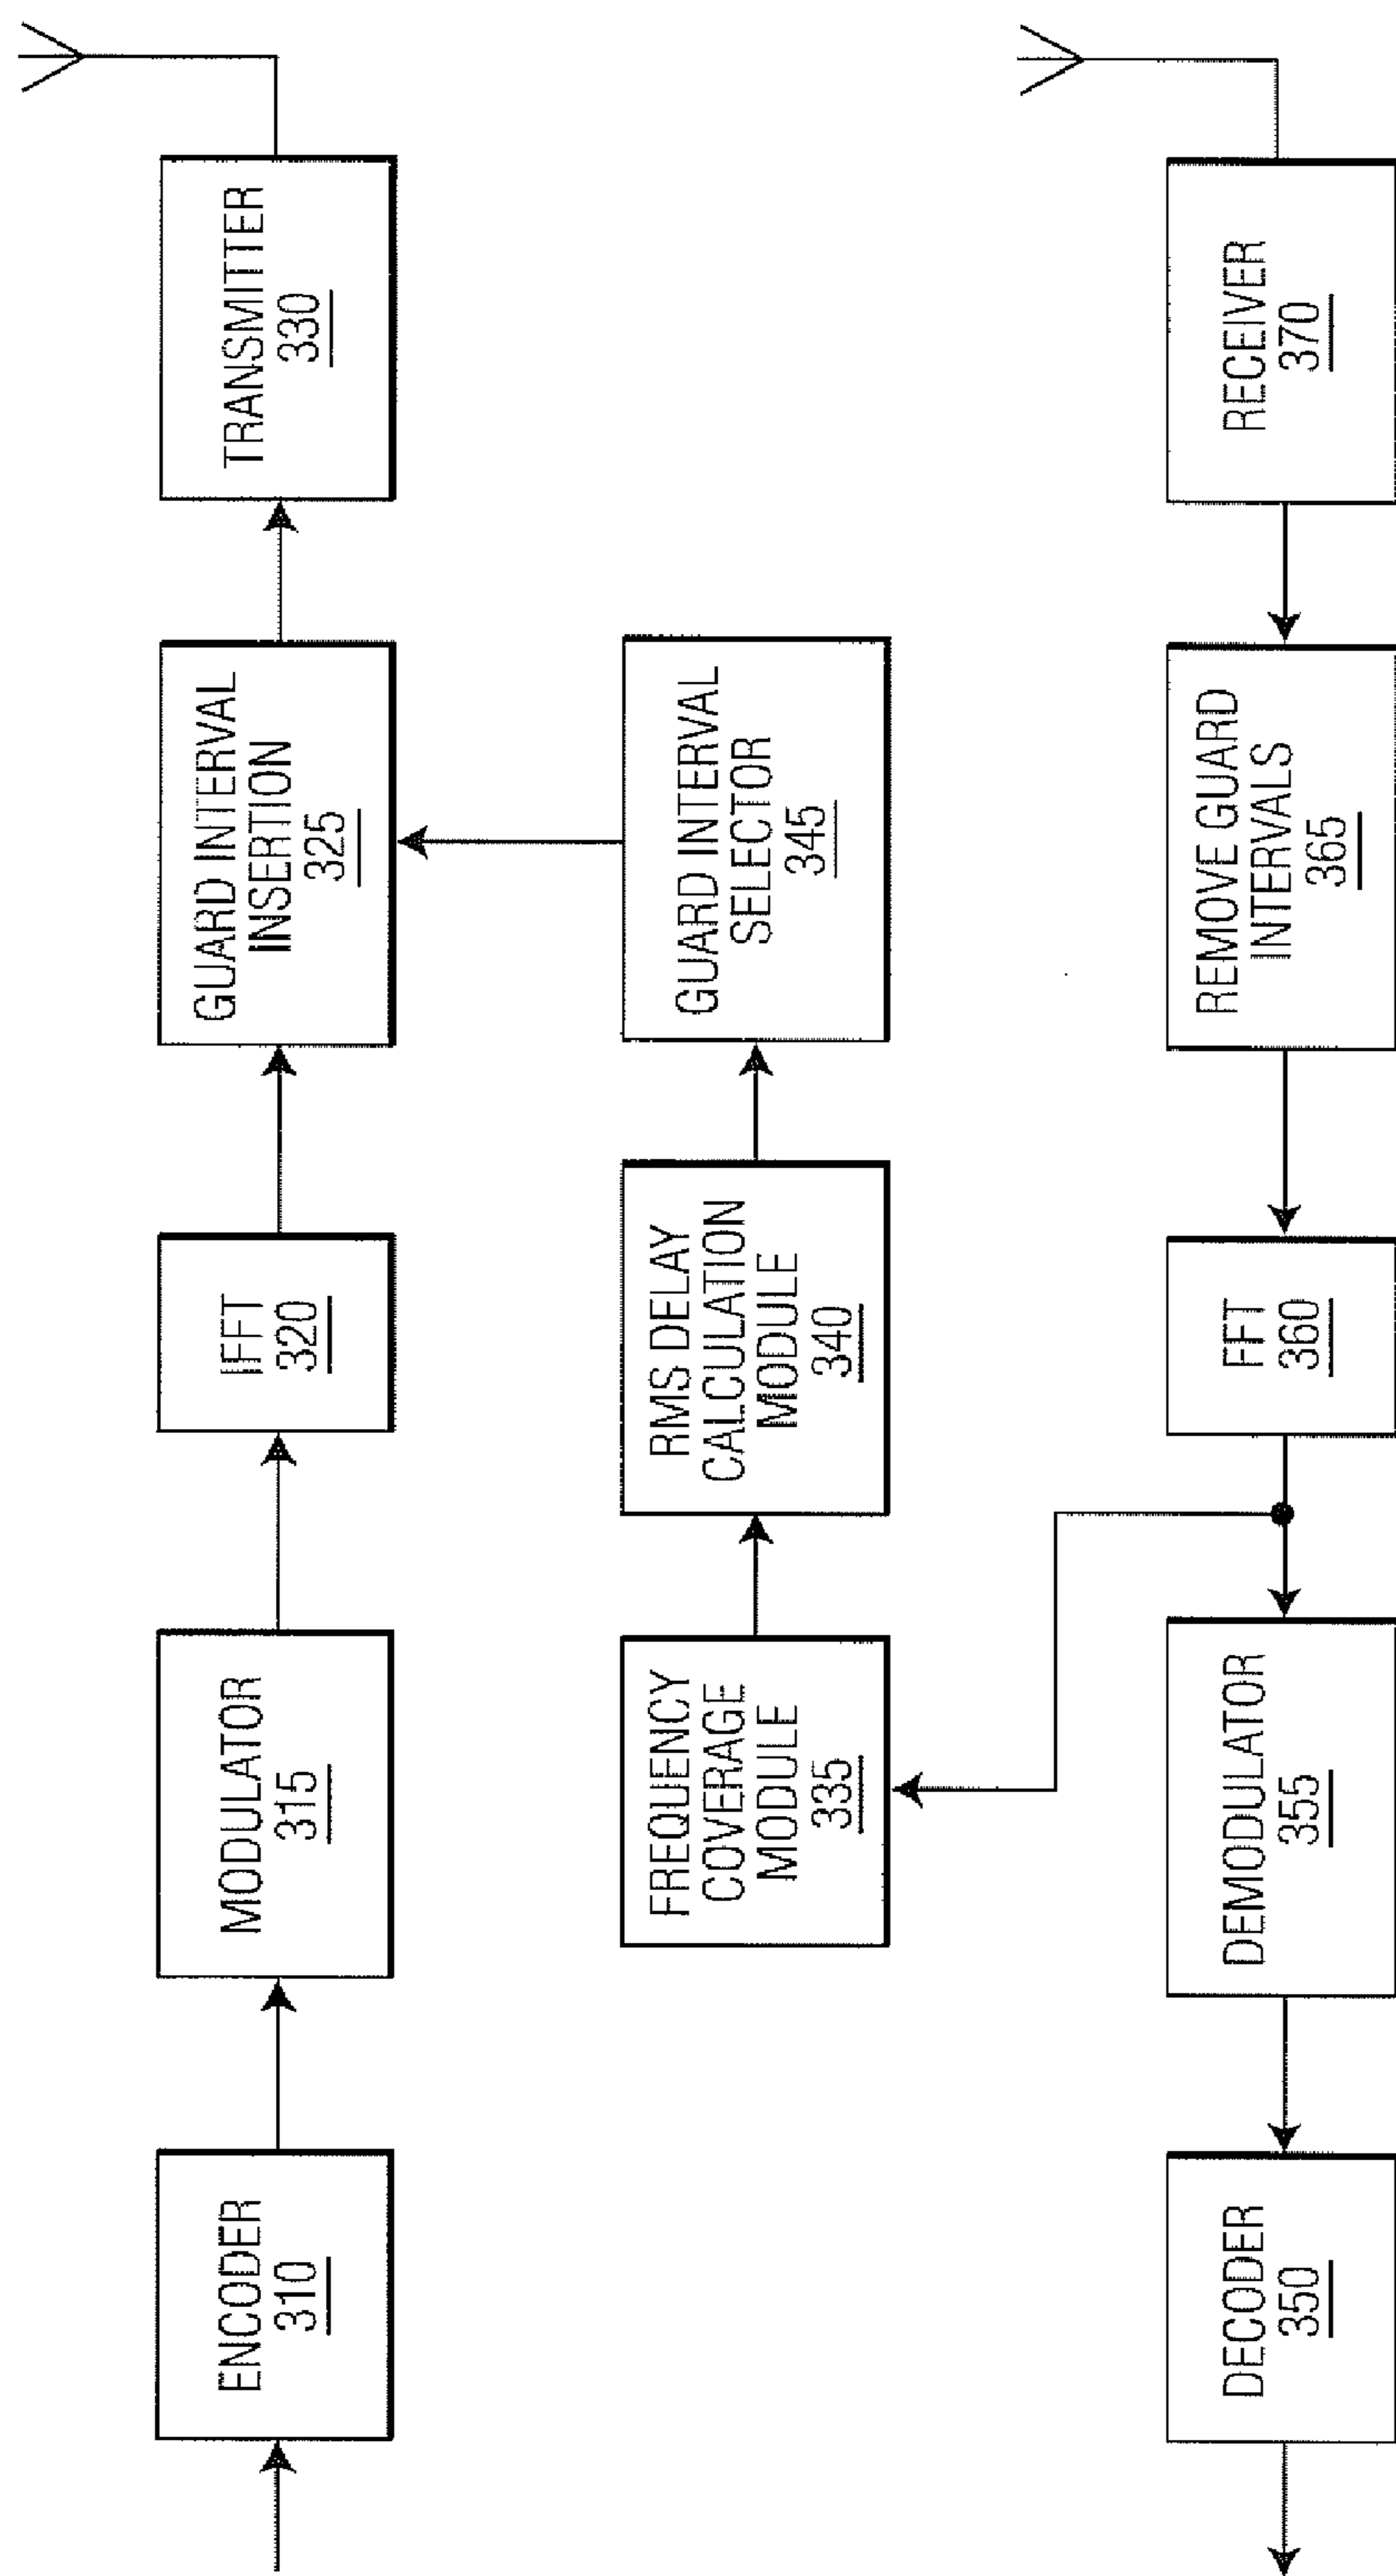 ENCODER
310
MODULATOR
315
IFFT
320
GUARD INTERVAL
INSERTION
325
TRANSMITTER
330
FREQUENCY
COVERAGE
MODULE
335
RMS DELAY
CALCULATION
MODULE
340
GUARD INTERVAL
SELECTOR
345
DECODER
350
DEMODULATOR
355
FFT
360
REMOVE GUARD
INTERVALS
365
RECEIVER
370